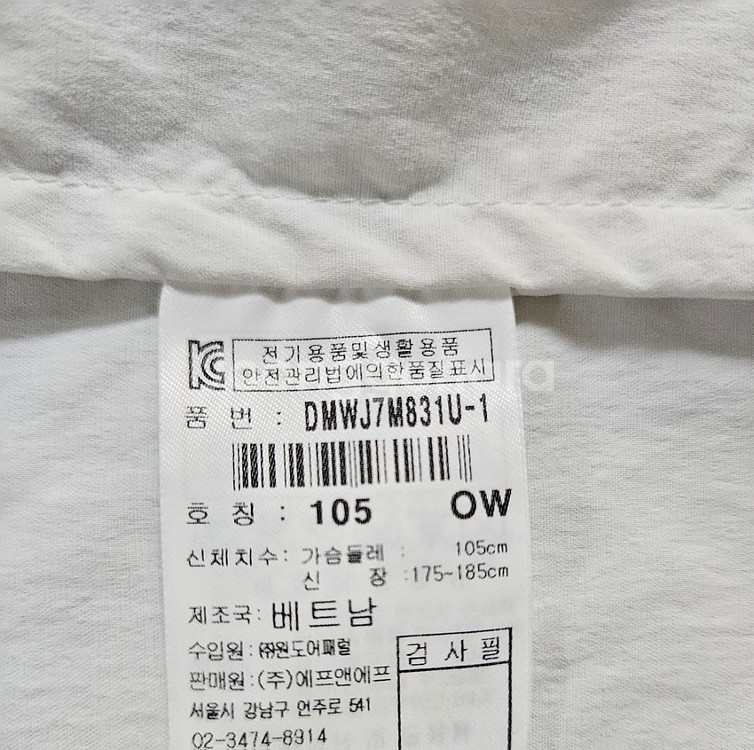 전기용품및생활용품
안전관리법에의한품질표시
품 번 : DMWJ7M831U-1
호 칭 : 105 OW
신체치수: 가슴둘레 : 105cm
신 장 :175~185cm
제조국: 베트남
수입원: ㈜원도어패럴
판매원: (주)에프앤에프
서울시 강남구 언주로 541
02-3474-8914
검 사 필